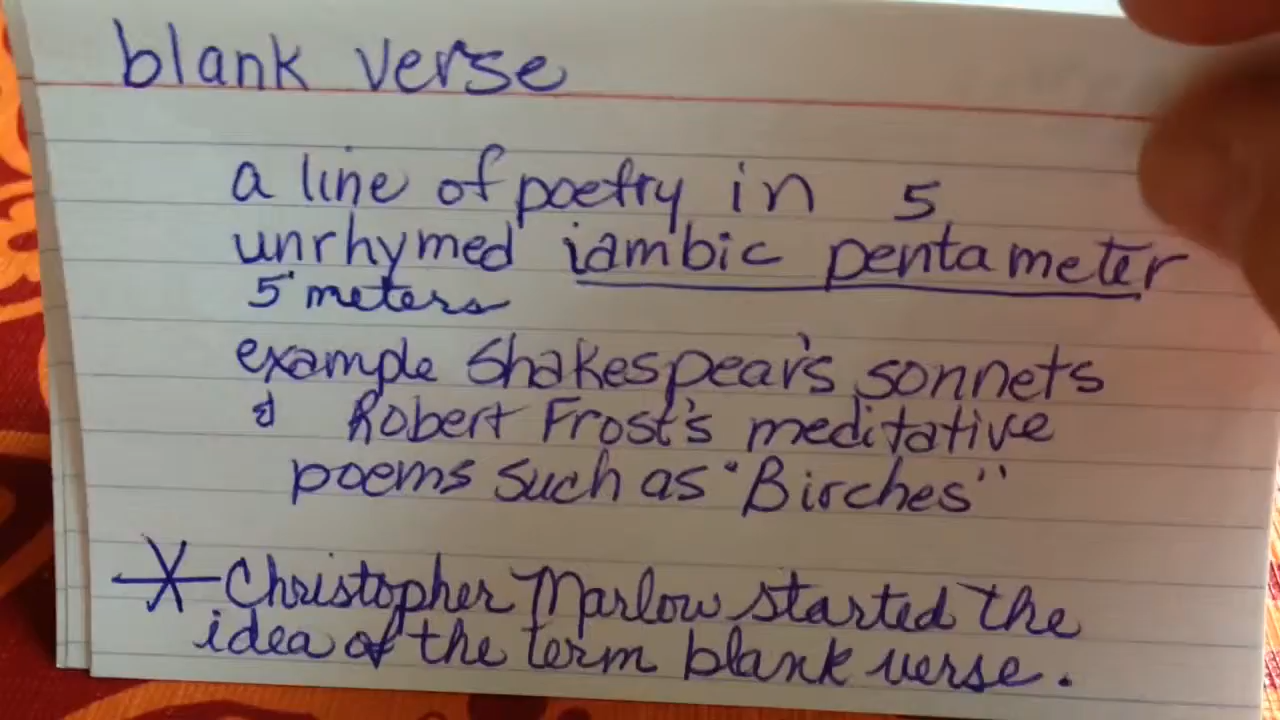 blank verse
a line of poetry in 5
unrhymed iambic pentameter
5 meters
example Shakespear's sonnets
& Robert Frost's meditative
poems such as "Birches"
* Christopher Marlow started the
idea of the term blank verse.